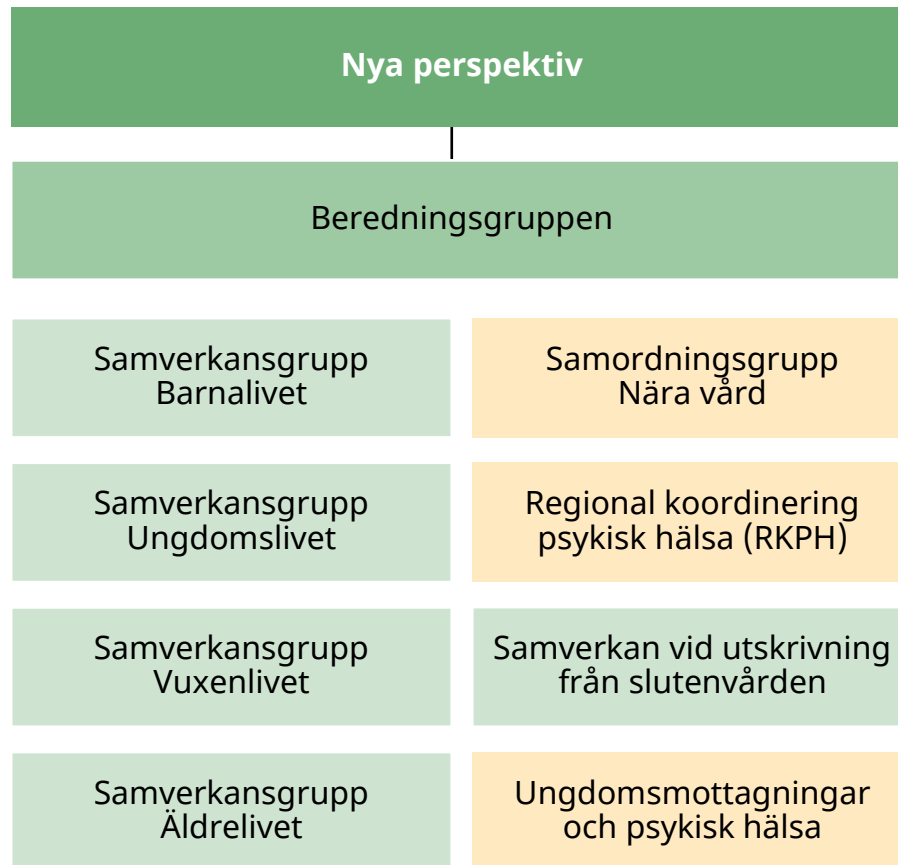 Nya perspektiv
Beredningsgruppen
Samverkansgrupp
Barnalivet
Samordningsgrupp
Nära vård
Samverkansgrupp
Ungdomslivet
Regional koordinering
psykisk hälsa (RKPH)
Samverkansgrupp
Vuxenlivet
Samverkan vid utskrivning
från slutenvården
Samverkansgrupp
Äldrelivet
Ungdomsmottagningar
och psykisk hälsa